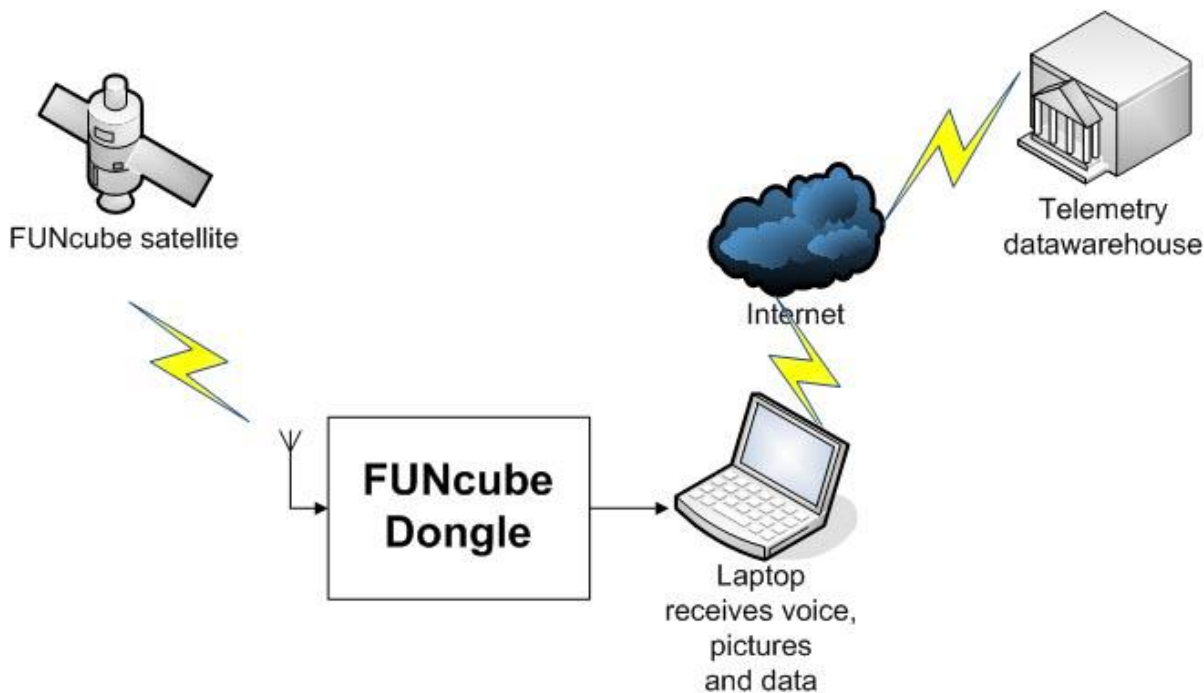 FUNcube satellite
Telemetry
datawarehouse
Internet
FUNcube
Dongle
Laptop
receives voice,
pictures
and data